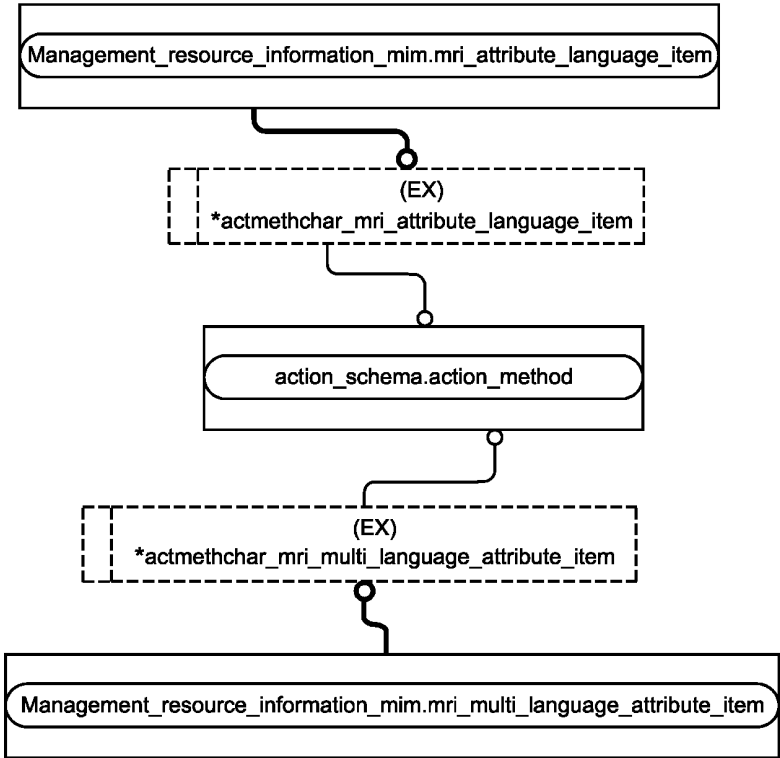 Management_resource_information_mim.mri_attribute_language_item
(EX)
*actmethchar_mri_attribute_language_item
action_schema.action_method
(EX)
*actmethchar_mri_multi_language_attribute_item
Management_resource_information_mim.mri_multi_language_attribute_item